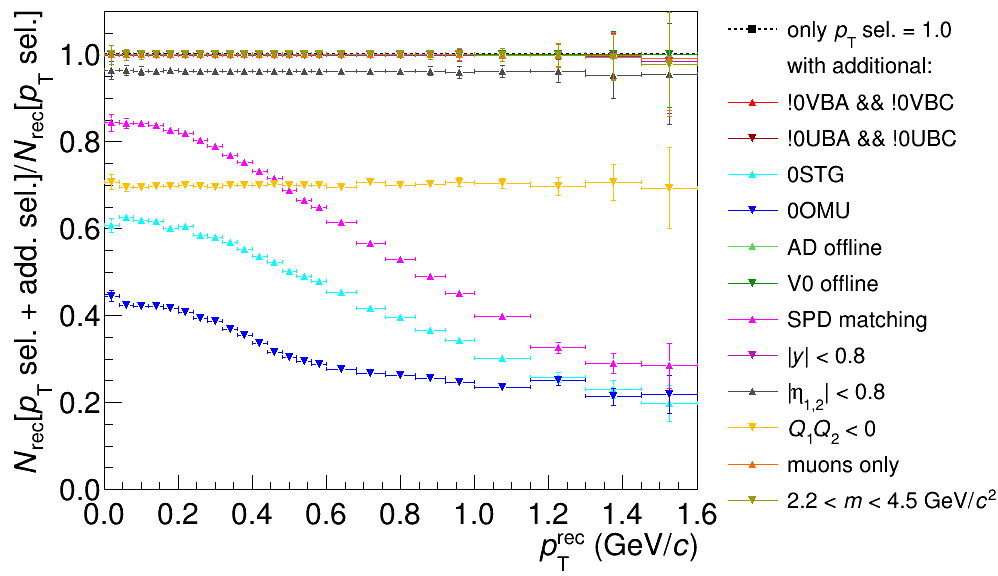 N_rec[p_T sel. + add. sel.]/N_rec[p_T sel.]
1.0
0.8
0.6
0.4
0.2
0.0
0.0 0.2 0.4 0.6 0.8 1.0 1.2 1.4 1.6
p_T^rec (GeV/c)
only p_T sel. = 1.0
with additional:
!0VBA && !0VBC
!0UBA && !0UBC
0STG
0OMU
AD offline
V0 offline
SPD matching
|y| < 0.8
|η_1,2| < 0.8
Q_1Q_2 < 0
muons only
2.2 < m < 4.5 GeV/c^2